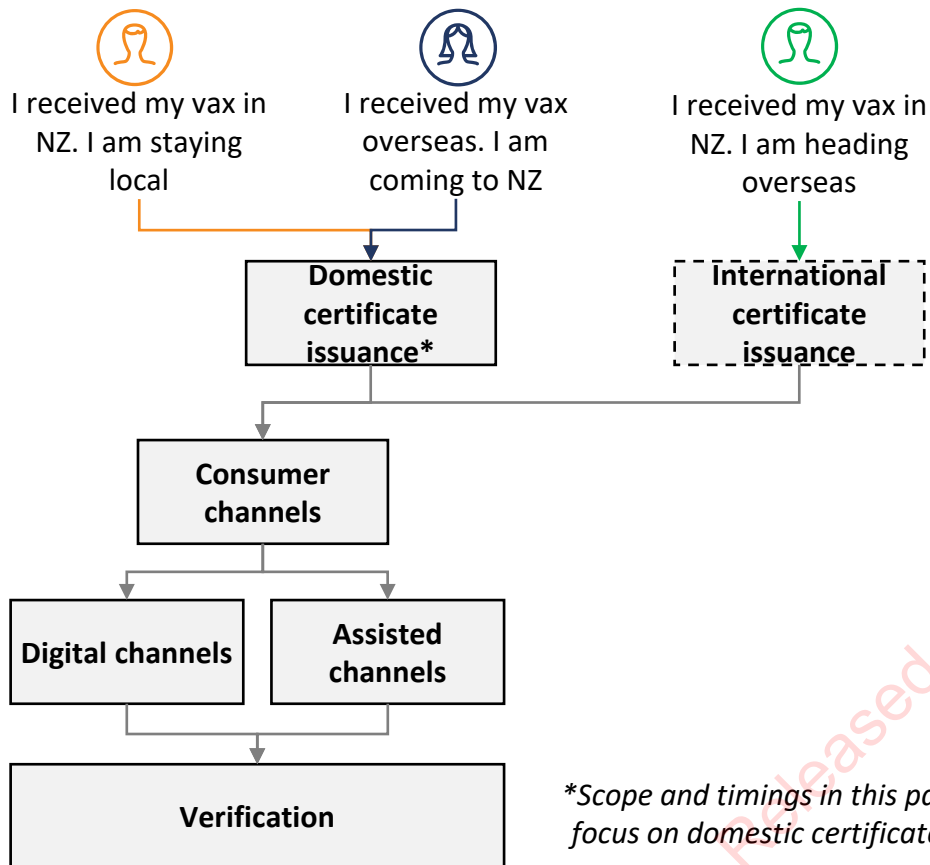 I received my vax in
NZ. I am staying
local
I received my vax
overseas. I am
coming to NZ
I received my vax in
NZ. I am heading
overseas
Domestic
certificate
issuance*
International
certificate
issuance
Consumer
channels
Digital channels
Assisted
channels
Verification
*Scope and timings in this
focus on domestic
Released